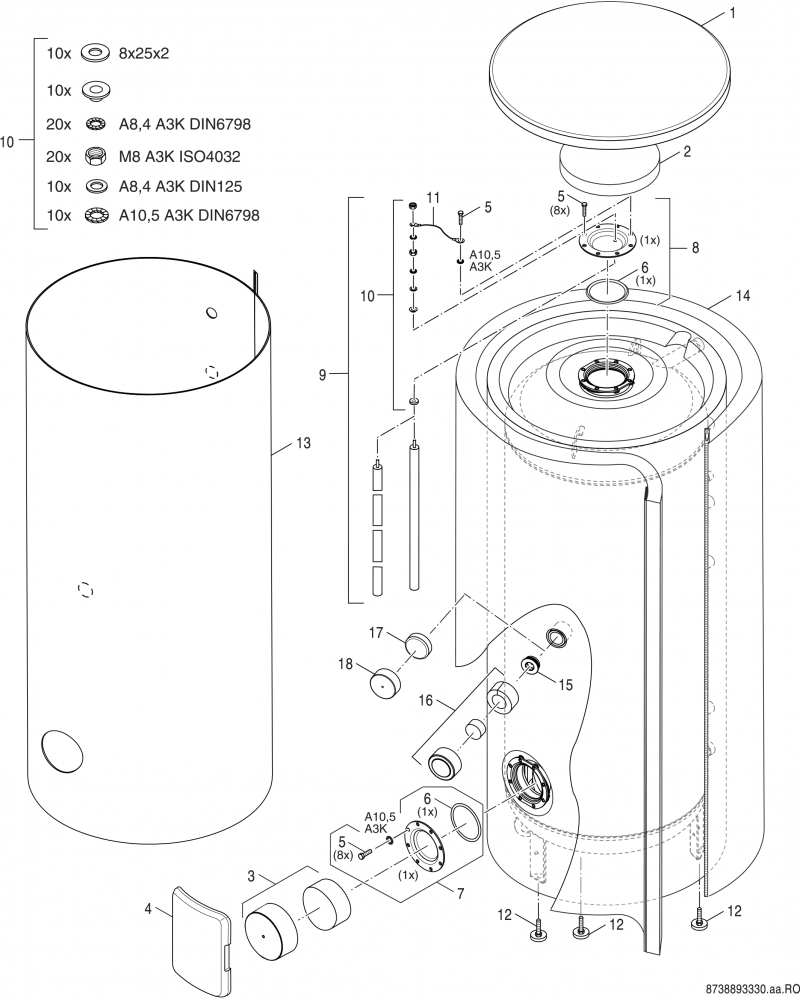 1
10x 8x25x2
10x
20x A8,4 A3K DIN6798
10
20x M8 A3K ISO4032
10x A8,4 A3K DIN125
10x A10,5 A3K DIN6798
2
5
(8x)
(1x)
8
6
(1x)
14
11
5
A10,5
A3K
10
9
13
17
18
15
16
A10,5
A3K
6
(1x)
5
(8x)
(1x)
7
3
4
12
12
12
8738893330.aa.RO